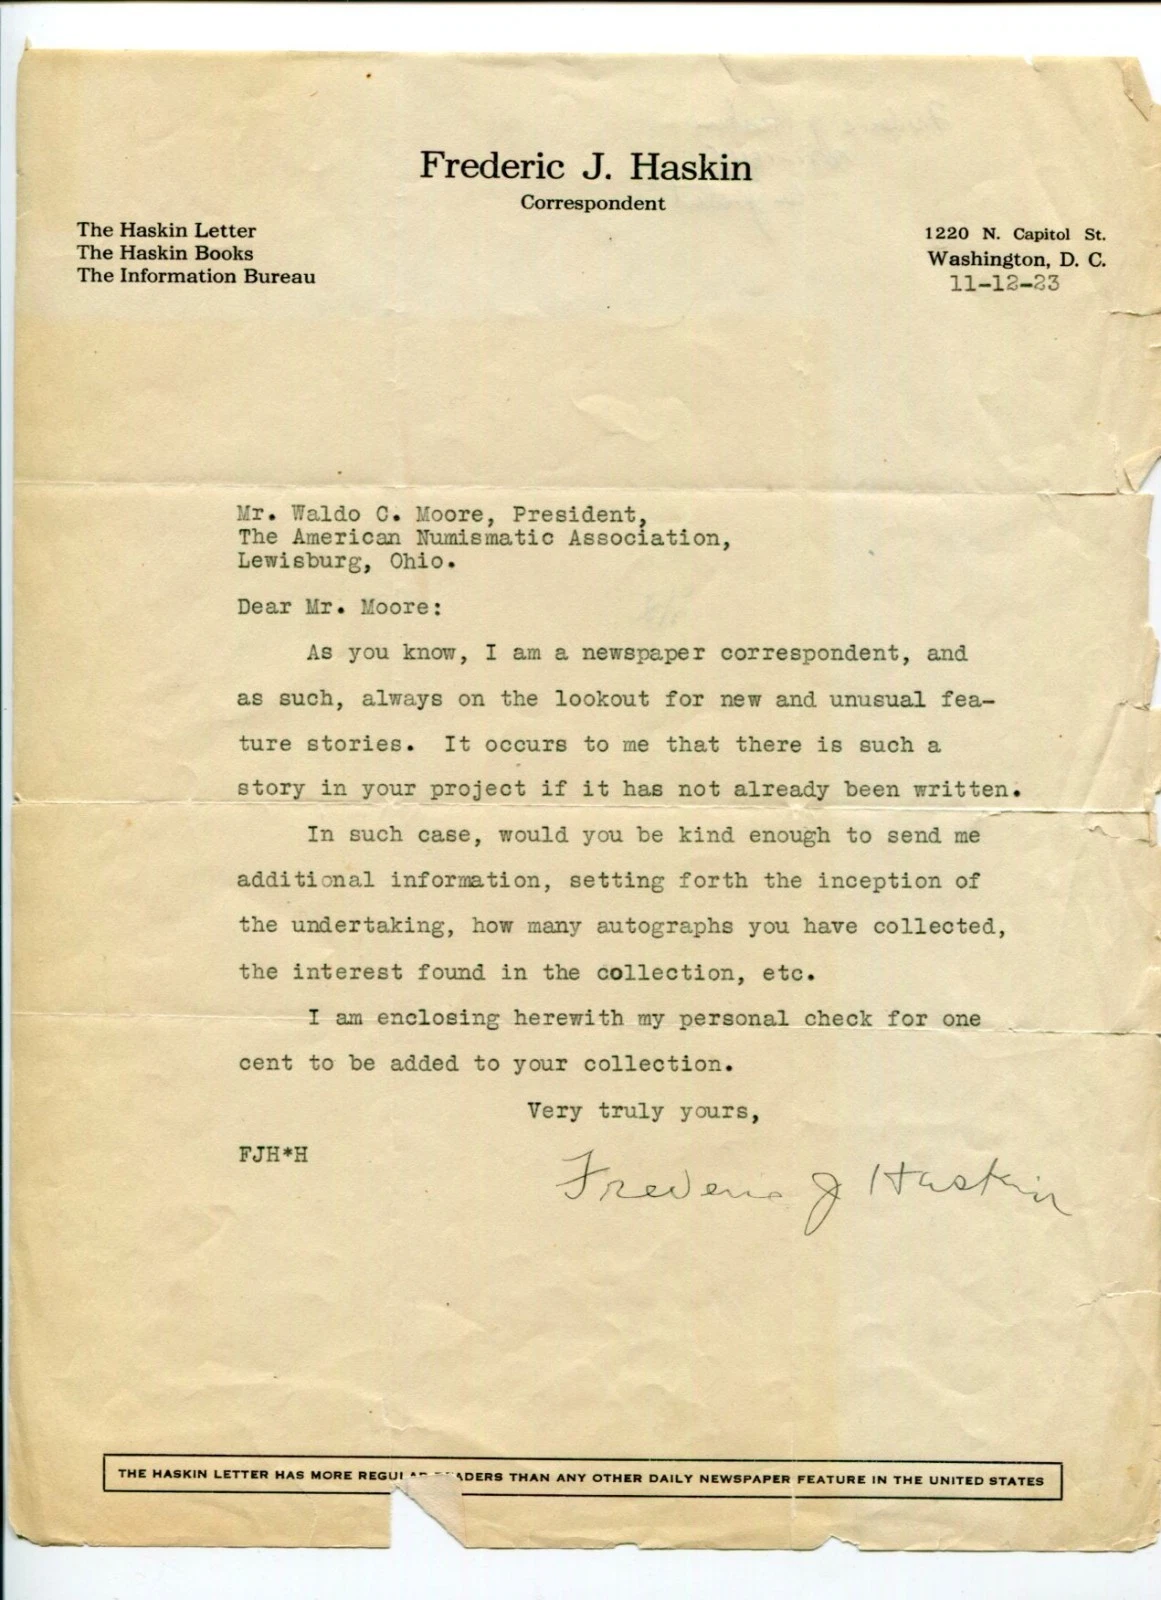 Frederic J. Haskin
Correspondent
The Haskin Letter
The Haskin Books
The Information Bureau
1220 N. Capitol St.
Washington, D. C.
11-12-23
Mr. Waldo C. Moore, President,
The American Numismatic Association,
Lewisburg, Ohio.
Dear Mr. Moore:
As you know, I am a newspaper correspondent, and
as such, always on the lookout for new and unusual fea-
ture stories. It occurs to me that there is such a
story in your project if it has not already been written.
In such case, would you be kind enough to send me
additional information, setting forth the inception of
the undertaking, how many autographs you have collected,
the interest found in the collection, etc.
I am enclosing herewith my personal check for one
cent to be added to your collection.
Very truly yours,
FJH*H
Frederic J Haskin
THE HASKIN LETTER HAS MORE REGULAR READERS THAN ANY OTHER DAILY NEWSPAPER FEATURE IN THE UNITED STATES